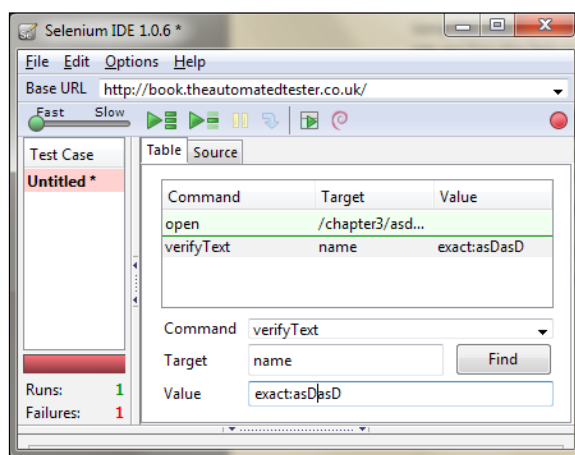 Selenium IDE 1.0.6 *
File Edit Options Help
Base URL http://book.theautomatedtester.co.uk/
Fast Slow
Test Case
Table Source
Untitled *
Command Target Value
open /chapter3/asd...
verifyText name exact:asDasD
Command verifyText
Target name Find
Value exact:asDasD
Runs: 1
Failures: 1